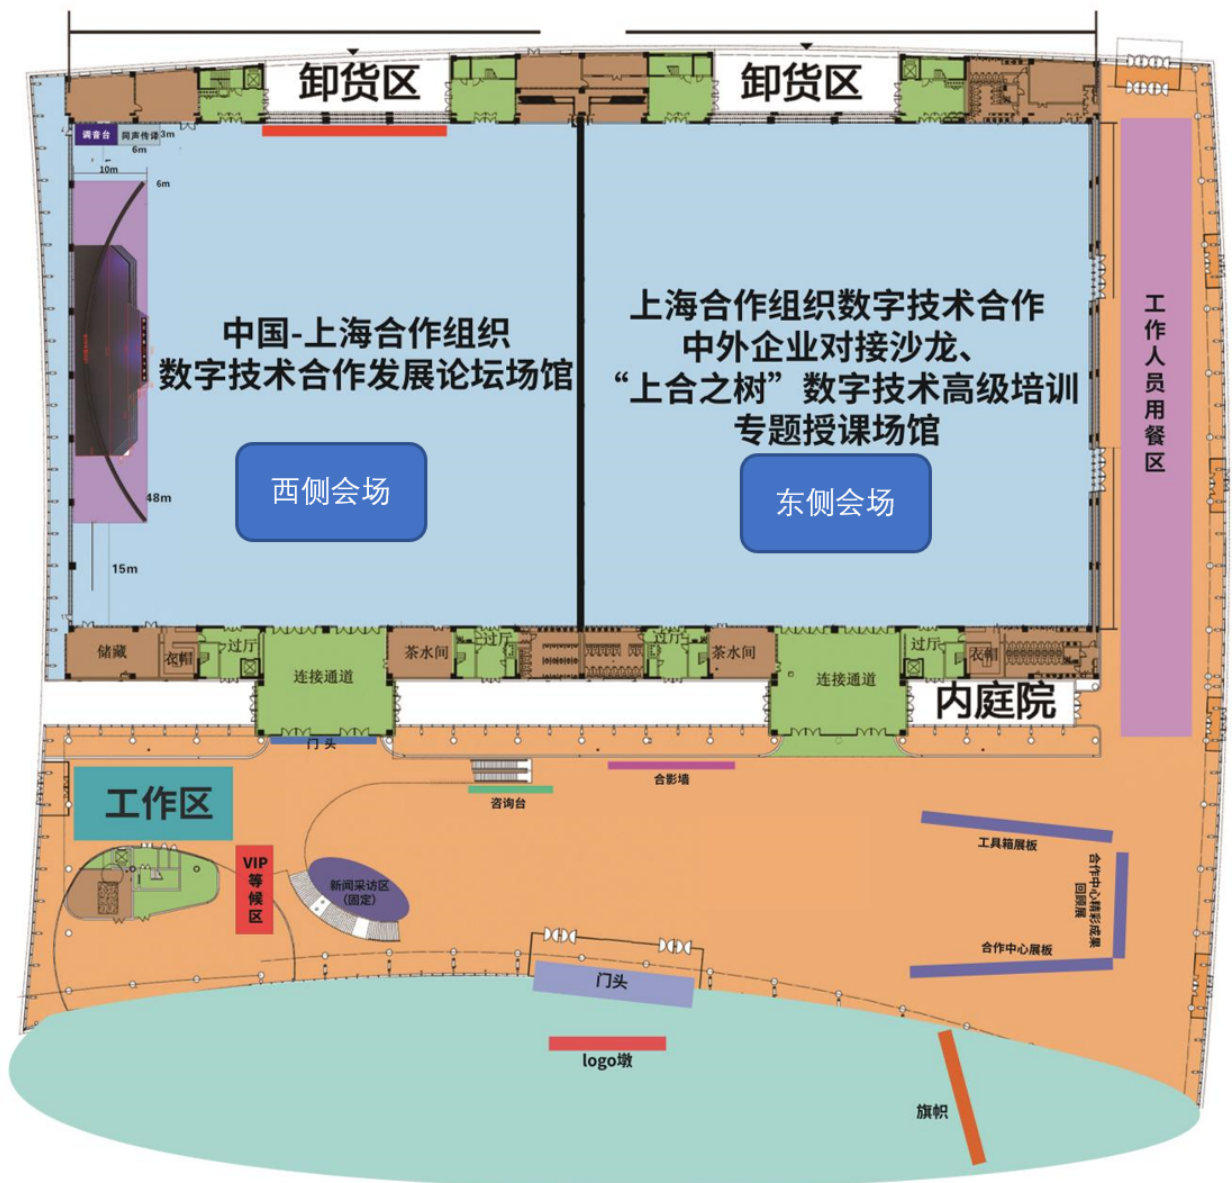 卸货区
卸货区
调音台
同声传译
3m
6m
10m
6m
中国-上海合作组织
数字技术合作发展论坛场馆
上海合作组织数字技术合作
中外企业对接沙龙、
“上合之树”数字技术高级培训
专题授课场馆
工作人员用餐区
西侧会场
东侧会场
48m
15m
储藏
衣帽
过厅
连接通道
茶水间
过厅
过厅
茶水间
连接通道
过厅
衣帽
内庭院
门 头
合影墙
咨询台
工作区
VIP
等
候
区
新闻采访区
(固定)
工具箱展板
合作中心精彩成果
回顾展
合作中心展板
门头
logo墩
旗帜